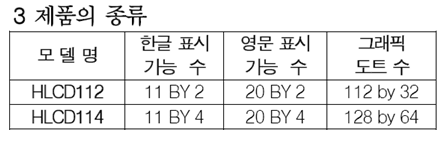 3 제품의 종류
모 델 명 한글 표시 가능 수 영문 표시 가능 수 그래픽 도트 수
HLCD112 11 BY 2 20 BY 2 112 by 32
HLCD114 11 BY 4 20 BY 4 128 by 64